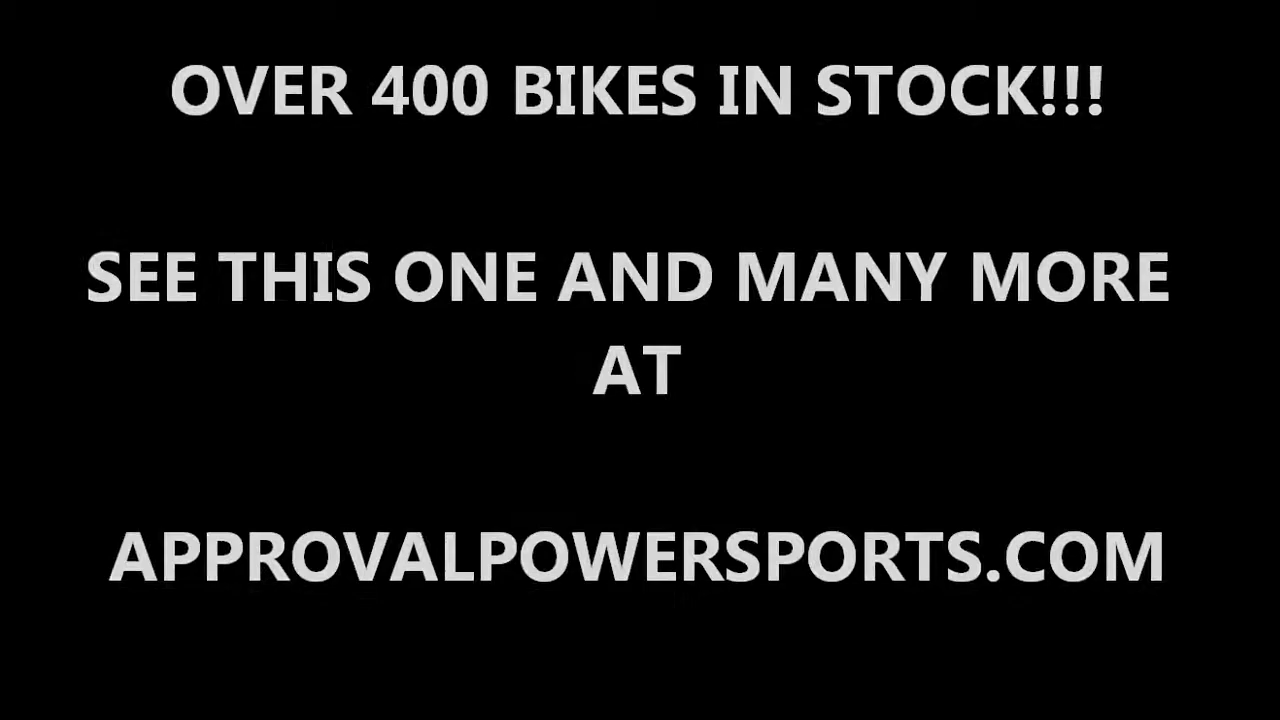 OVER 400 BIKES IN STOCK!!!
SEE THIS ONE AND MANY MORE
AT
APPROVALPOWERSPORTS.COM